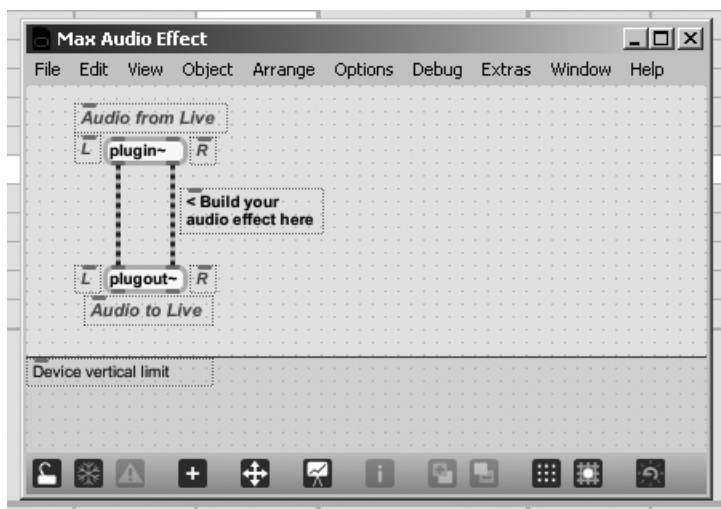 Max Audio Effect
File Edit View Object Arrange Options Debug Extras Window Help
Audio from Live
L plugin~ R
< Build your
audio effect here
L plugout~ R
Audio to Live
Device vertical limit